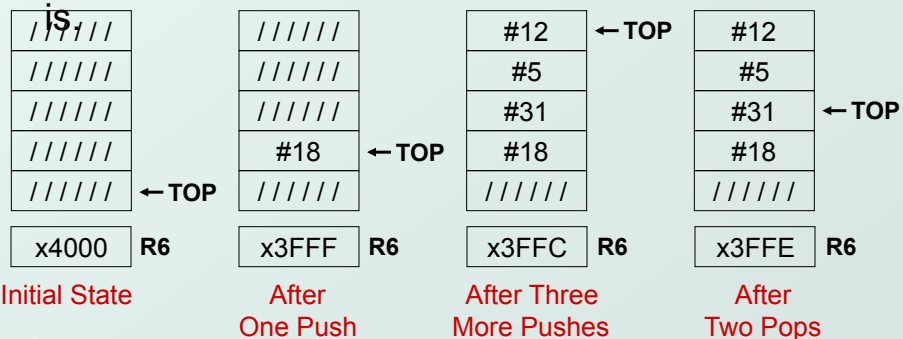 is.
////// ////// #12 ← TOP #12
////// ////// #5 #5
////// ////// #31 #31 ← TOP
////// #18 ← TOP #18 #18
////// ← TOP ////// ////// //////
x4000 R6 x3FFF R6 x3FFC R6 x3FFE R6
Initial State After After Three After
One Push More Pushes Two Pops